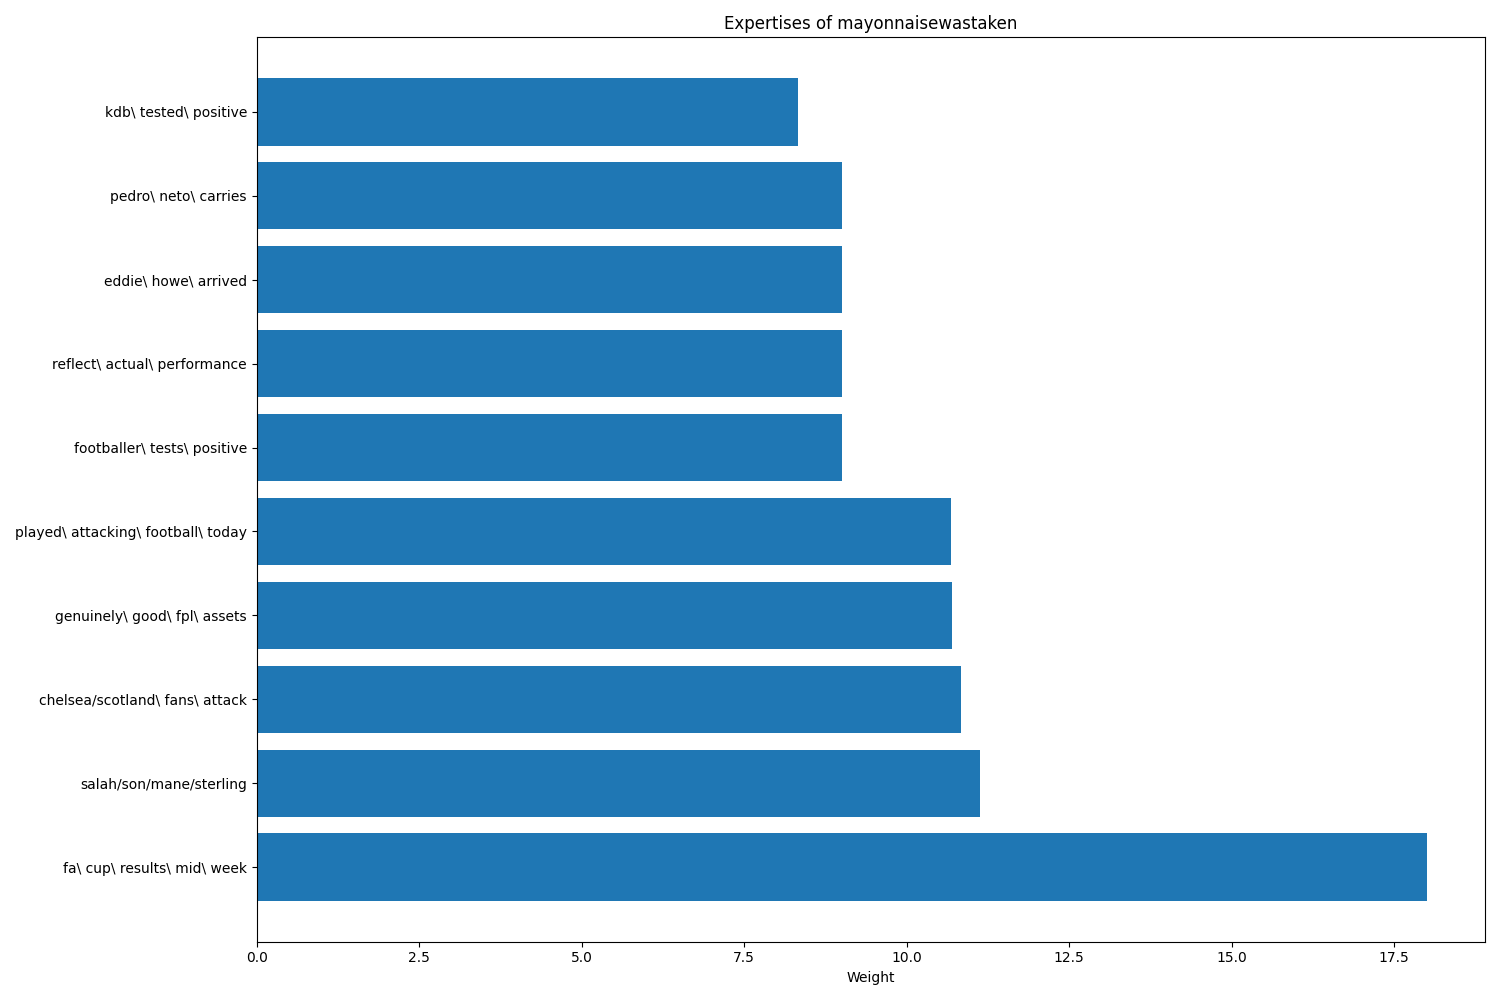 Expertises of mayonnaisewastaken
kdb\ tested\ positive
pedro\ neto\ carries
eddie\ howe\ arrived
reflect\ actual\ performance
footballer\ tests\ positive
played\ attacking\ football\ today
genuinely\ good\ fpl\ assets
chelsea/scotland\ fans\ attack
salah/son/mane/sterling
fa\ cup\ results\ mid\ week
0.0 2.5 5.0 7.5 10.0 12.5 15.0 17.5
Weight